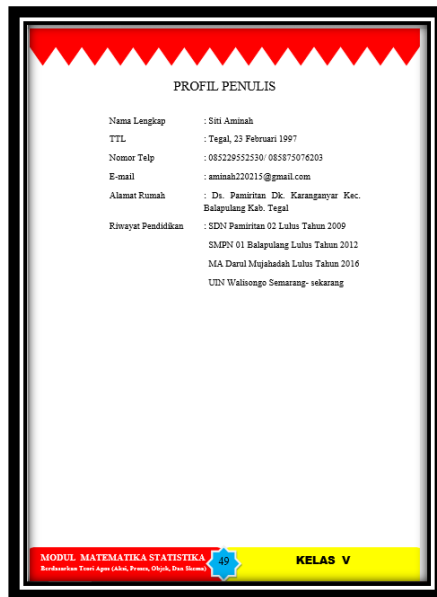 PROFIL PENULIS
Nama Lengkap : Siti Aminah
TTL : Tegal, 23 Februari 1997
Nomor Telp : 085229552530/ 085875076203
E-mail : aminah220215@gmail.com
Alamat Rumah : Ds. Pamiritan Dk. Karanganyar Kec.
Balapulang Kab. Tegal
Riwayat Pendidikan : SDN Pamiritan 02 Lulus Tahun 2009
SMPN 01 Balapulang Lulus Tahun 2012
MA Darul Mujahadah Lulus Tahun 2016
UIN Walisongo Semarang- sekarang
MODUL MATEMATIKA STATISTIKA
Berdasarkan Teori Apos (Aksi, Proses, Objek, Dan Skema)
49
KELAS V